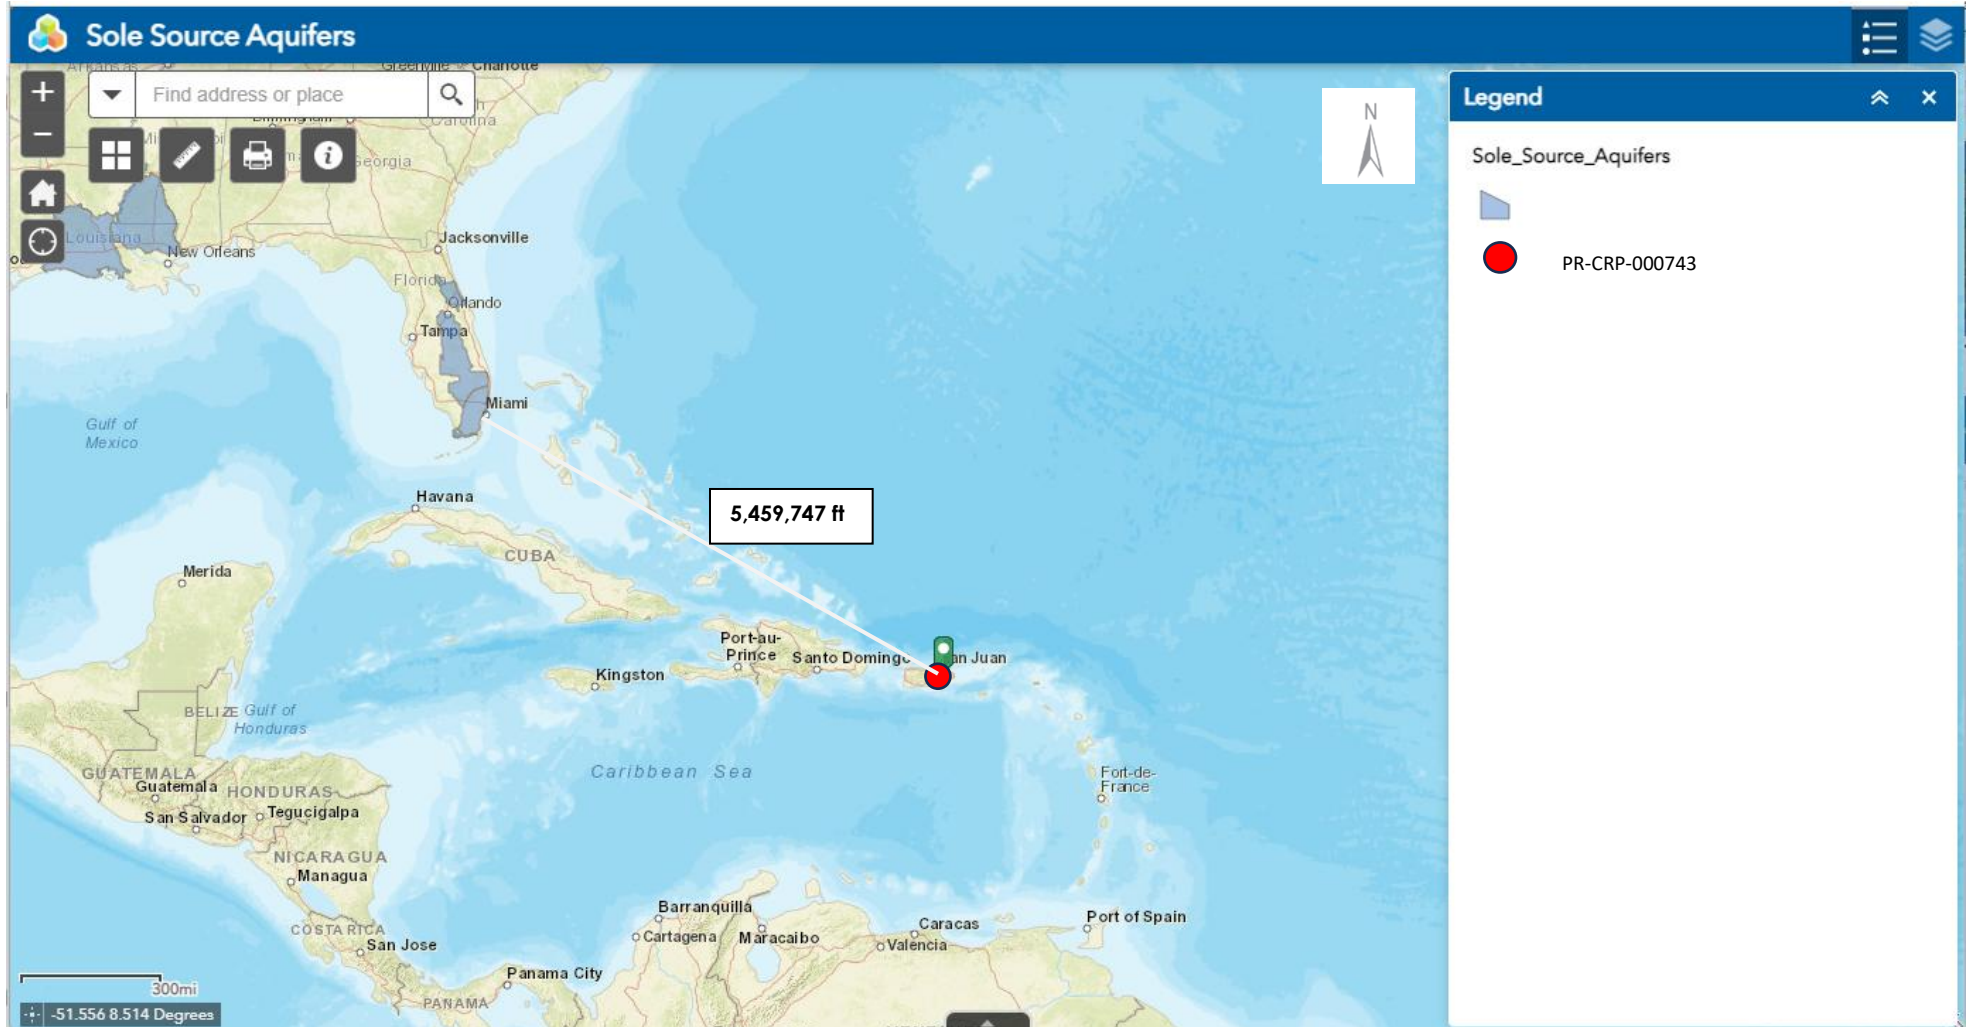 Sole Source Aquifers
Arkansas
Greenville
Charlotte
Find address or place
Carolina
Birmingham
Georgia
N
Legend
Sole_Source_Aquifers
PR-CRP-000743
Louisiana
New Orleans
Jacksonville
Florida
Orlando
Tampa
Miami
Gulf of
Mexico
Havana
5,459,747 ft
CUBA
Merida
Port-au-
Prince
Santo Domingo
an Juan
Kingston
BELIZE
Gulf of
Honduras
Caribbean Sea
GUATEMALA
Guatemala
HONDURAS
San Salvador
Tegucigalpa
Fort-de-
France
NICARAGUA
Managua
Barranquilla
Cartagena
Maracaibo
Caracas
Valencia
Port of Spain
COSTA RICA
San Jose
Panama City
PANAMA
300mi
-51.556 8.514 Degrees